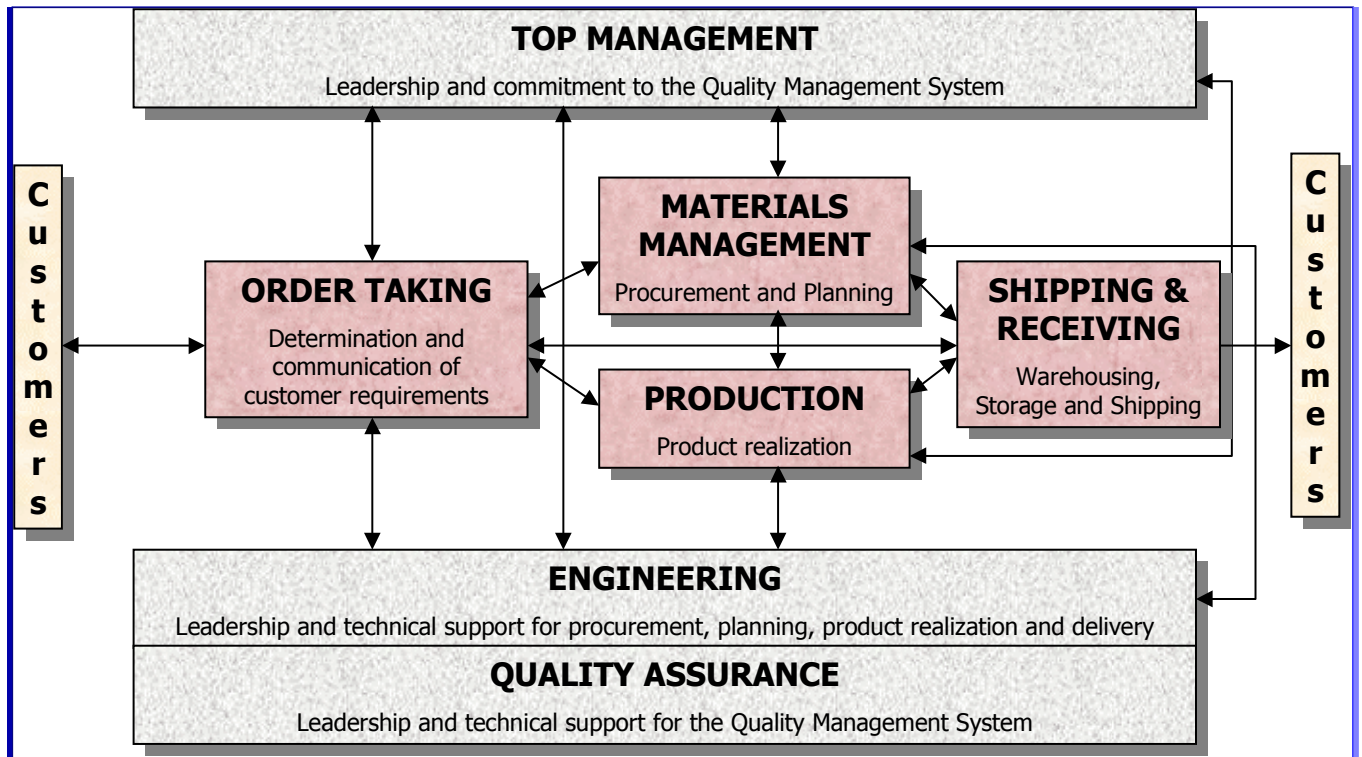 TOP MANAGEMENT
Leadership and commitment to the Quality Management System
Customers
ORDER TAKING
Determination and
communication of
customer requirements
MATERIALS
MANAGEMENT
Procurement and Planning
PRODUCTION
Product realization
SHIPPING &
RECEIVING
Warehousing,
Storage and Shipping
Customers
ENGINEERING
Leadership and technical support for procurement, planning, product realization and delivery
QUALITY ASSURANCE
Leadership and technical support for the Quality Management System